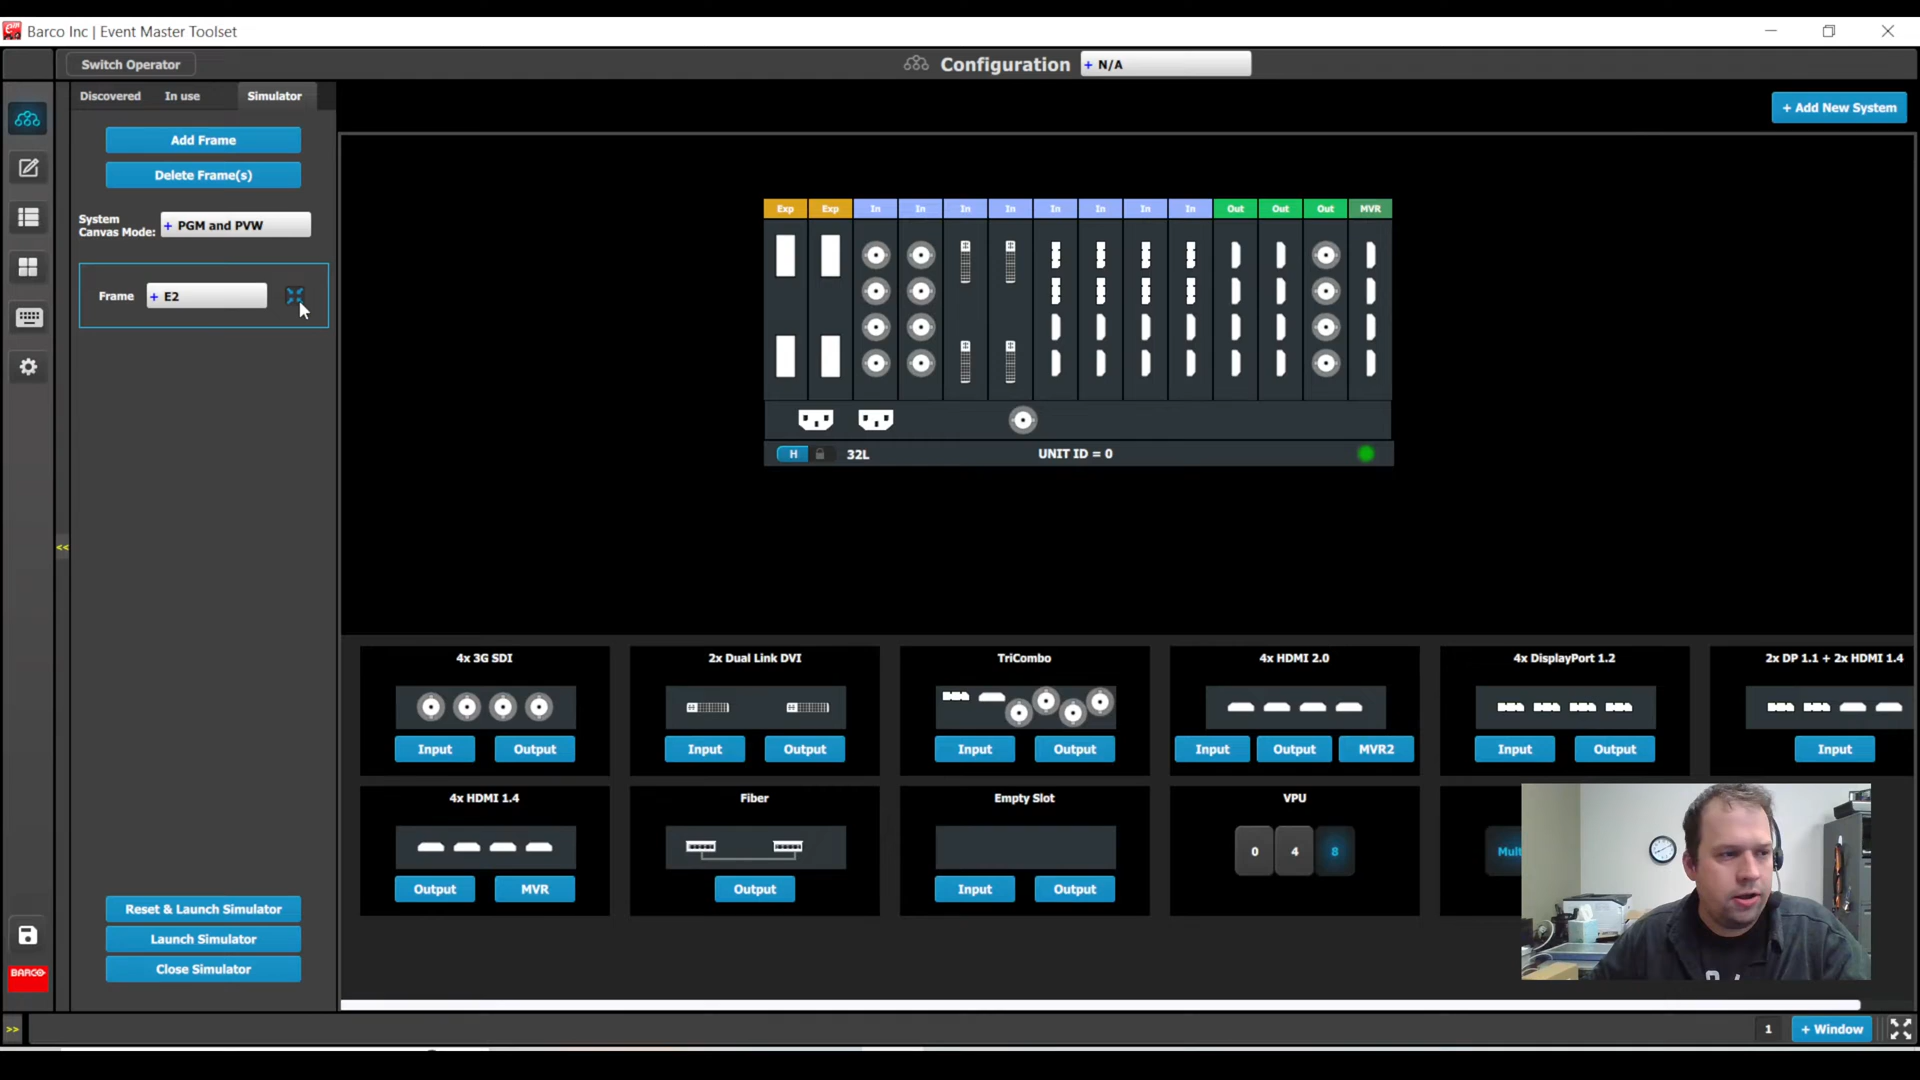 Barco Inc | Event Master Toolset
Switch Operator
Configuration
+ N/A
Discovered
In use
Simulator
+ Add New System
Add Frame
Delete Frame(s)
System
Canvas Mode:
+ PGM and PVW
Frame
+ E2
Exp
Exp
In
In
In
In
In
In
In
In
Out
Out
Out
MVR
H
32L
UNIT ID = 0
<<
4x 3G SDI
Input
Output
2x Dual Link DVI
Input
Output
TriCombo
Input
Output
4x HDMI 2.0
Input
Output
MVR2
4x DisplayPort 1.2
Input
Output
2x DP 1.1 + 2x HDMI 1.4
Input
4x HDMI 1.4
Output
MVR
Fiber
Output
Empty Slot
Input
Output
VPU
0
4
8
Reset & Launch Simulator
Launch Simulator
Close Simulator
BARCO
>>
1
+ Window